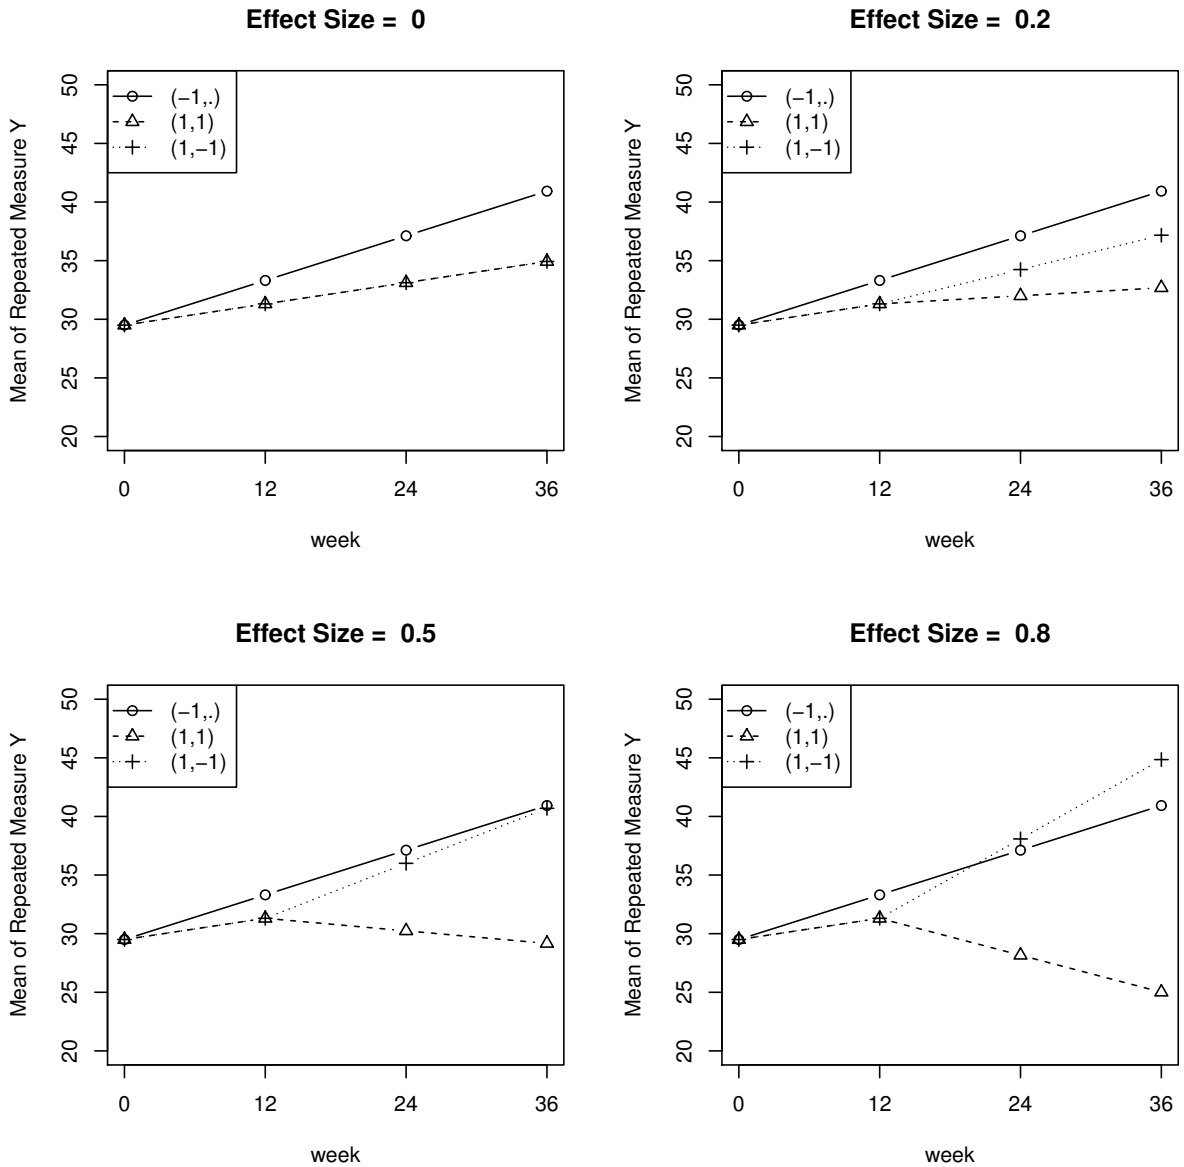 Effect Size =  0
Mean of Repeated Measure Y
50
45
40
35
30
25
20
(−1,.)
(1,1)
(1,−1)
0 12 24 36
week
Effect Size =  0.2
Mean of Repeated Measure Y
50
45
40
35
30
25
20
(−1,.)
(1,1)
(1,−1)
0 12 24 36
week
Effect Size =  0.5
Mean of Repeated Measure Y
50
45
40
35
30
25
20
(−1,.)
(1,1)
(1,−1)
0 12 24 36
week
Effect Size =  0.8
Mean of Repeated Measure Y
50
45
40
35
30
25
20
(−1,.)
(1,1)
(1,−1)
0 12 24 36
week